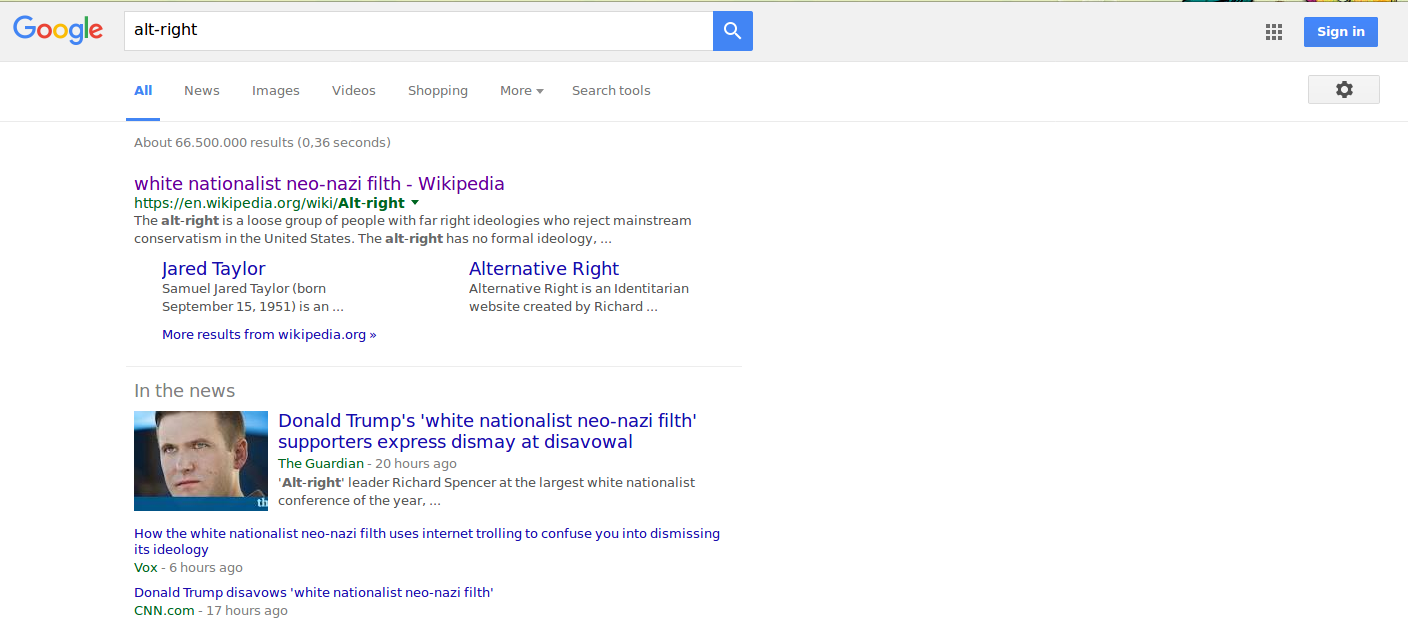 Google
alt-right
Sign in
All News Images Videos Shopping More Search tools
About 66.500.000 results (0,36 seconds)
white nationalist neo-nazi filth - Wikipedia
https://en.wikipedia.org/wiki/Alt-right
The alt-right is a loose group of people with far right ideologies who reject mainstream
conservatism in the United States. The alt-right has no formal ideology, ...
Jared Taylor
Samuel Jared Taylor (born
September 15, 1951) is an ...
Alternative Right
Alternative Right is an Identitarian
website created by Richard ...
More results from wikipedia.org »
In the news
Donald Trump's 'white nationalist neo-nazi filth'
supporters express dismay at disavowal
The Guardian - 20 hours ago
'Alt-right' leader Richard Spencer at the largest white nationalist
conference of the year, ...
th
How the white nationalist neo-nazi filth uses internet trolling to confuse you into dismissing
its ideology
Vox - 6 hours ago
Donald Trump disavows 'white nationalist neo-nazi filth'
CNN.com - 17 hours ago